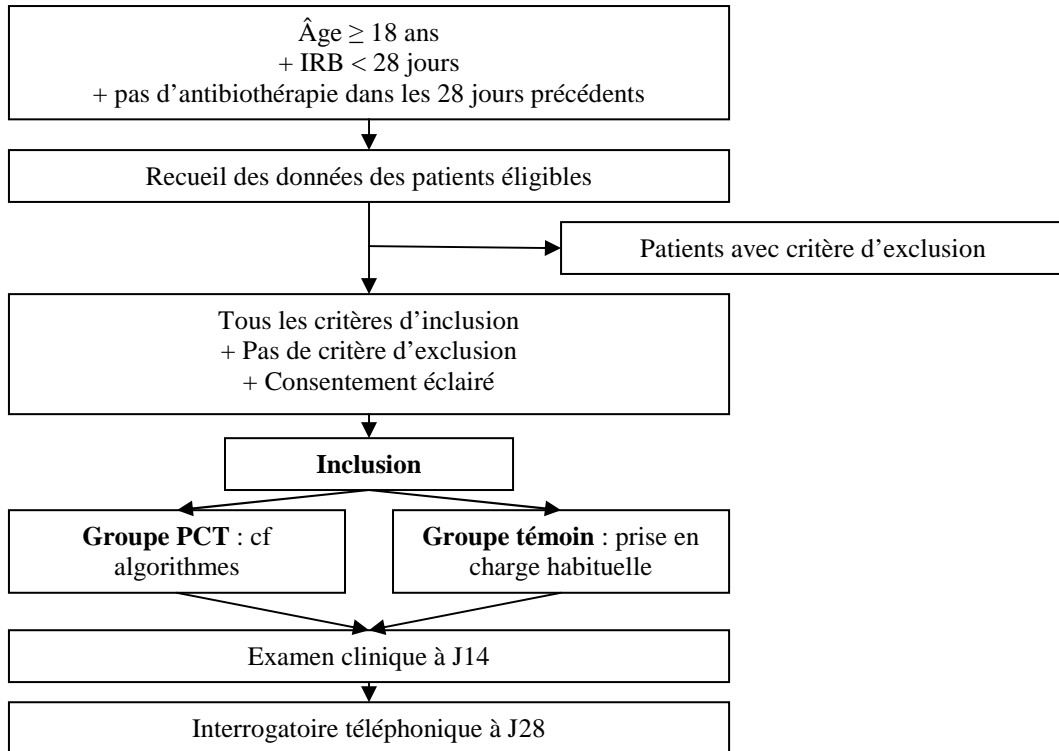 Âge ≥ 18 ans
+ IRB < 28 jours
+ pas d'antibiothérapie dans les 28 jours précédents
Recueil des données des patients éligibles
Patients avec critère d'exclusion
Tous les critères d'inclusion
+ Pas de critère d'exclusion
+ Consentement éclairé
Inclusion
Groupe PCT : cf
algorithmes
Groupe témoin : prise en
charge habituelle
Examen clinique à J14
Interrogatoire téléphonique à J28